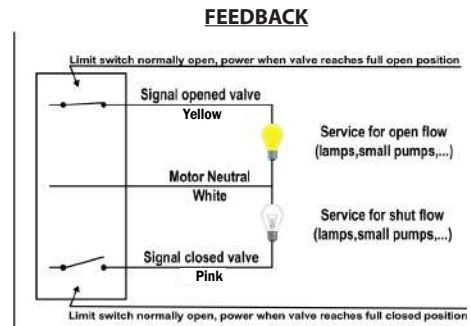 FEEDBACK
Limit switch normally open, power when valve reaches full open position
Signal opened valve
Yellow
Service for open flow
(lamps,small pumps,...)
Motor Neutral
White
Service for shut flow
(lamps,small pumps,...)
Signal closed valve
Pink
Limit switch normally open, power when valve reaches full closed position